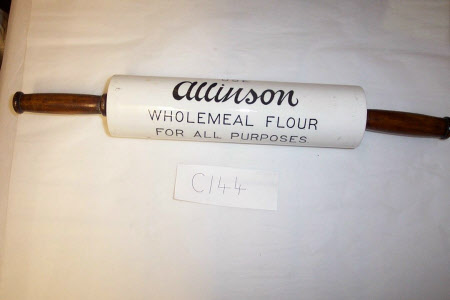 Allinson
WHOLEMEAL FLOUR
FOR ALL PURPOSES
C144